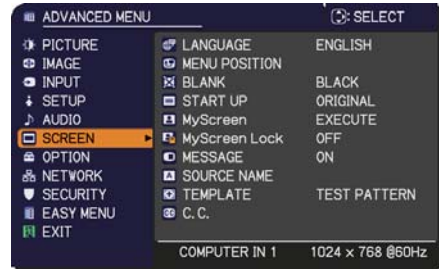 ADVANCED MENU : SELECT
PICTURE
IMAGE
INPUT
SETUP
AUDIO
SCREEN
OPTION
NETWORK
SECURITY
EASY MENU
EXIT
LANGUAGE ENGLISH
MENU POSITION
BLANK BLACK
START UP ORIGINAL
MyScreen EXECUTE
MyScreen Lock OFF
MESSAGE ON
SOURCE NAME
TEMPLATE TEST PATTERN
C. C.
COMPUTER IN 1 1024 × 768 @60Hz